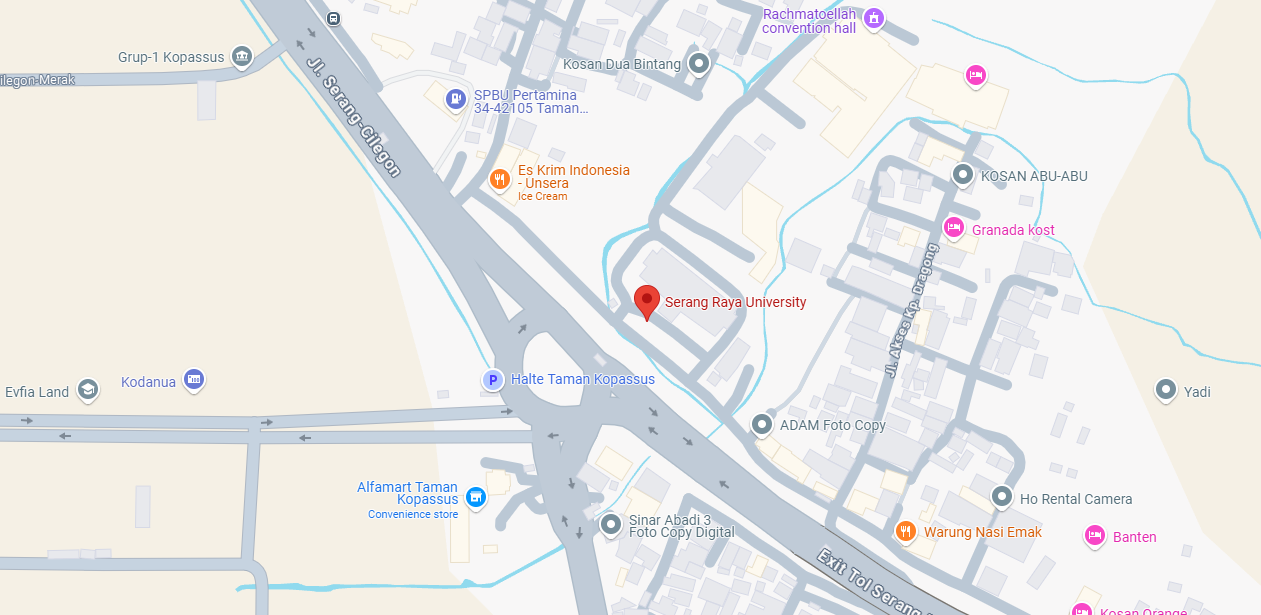 Rachmatoellah
convention hall
Grup-1 Kopassus
Kosan Dua Bintang
ilegon-Merak
Jl. Serang-Cilegon
SPBU Pertamina
34-42105 Taman...
Es Krim Indonesia
- Unsera
Ice Cream
KOSAN ABU-ABU
Granada kost
Jl. Akses Kp. Dragong
Serang Raya University
Halte Taman Kopassus
P
Kodanua
Evfia Land
Yadi
ADAM Foto Copy
Alfamart Taman
Kopassus
Convenience store
Sinar Abadi 3
Foto Copy Digital
Ho Rental Camera
Warung Nasi Emak
Banten
Exit Tol Serang
Kosan Orange